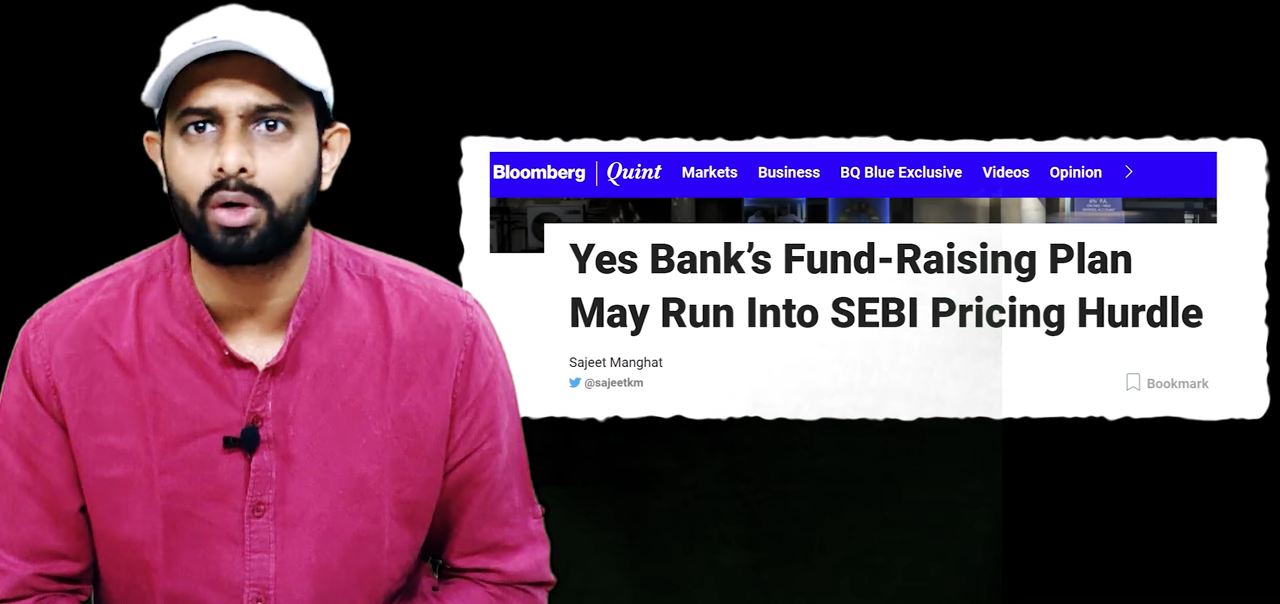 Bloomberg | Quint Markets Business BQ Blue Exclusive Videos Opinion
Yes Bank’s Fund-Raising Plan
May Run Into SEBI Pricing Hurdle
Sajeet Manghat
@sajeetkm
Bookmark